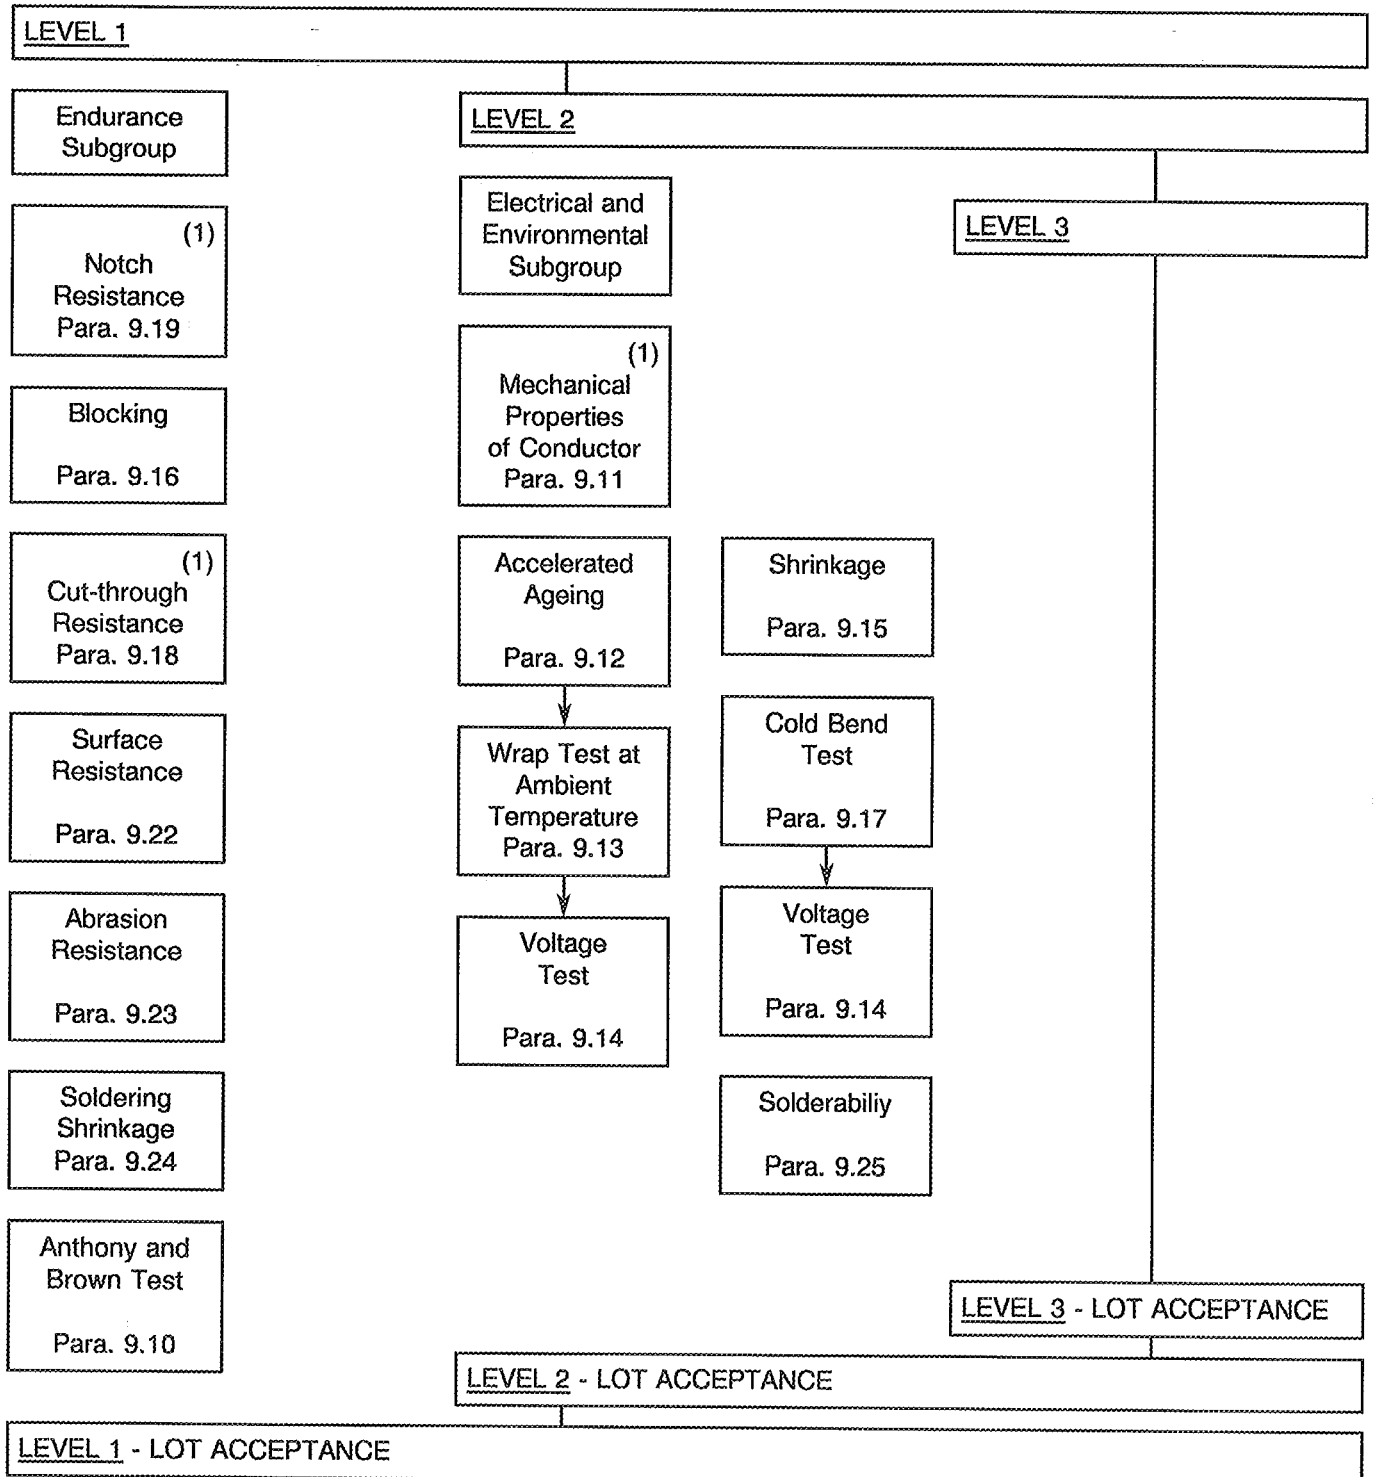 LEVEL 1
Endurance
Subgroup
(1)
Notch
Resistance
Para. 9.19
Blocking
Para. 9.16
(1)
Cut-through
Resistance
Para. 9.18
Surface
Resistance
Para. 9.22
Abrasion
Resistance
Para. 9.23
Soldering
Shrinkage
Para. 9.24
Anthony and
Brown Test
Para. 9.10
LEVEL 2
Electrical and
Environmental
Subgroup
(1)
Mechanical
Properties
of Conductor
Para. 9.11
Accelerated
Ageing
Para. 9.12
Wrap Test at
Ambient
Temperature
Para. 9.13
Voltage
Test
Para. 9.14
Shrinkage
Para. 9.15
Cold Bend
Test
Para. 9.17
Voltage
Test
Para. 9.14
Solderabiliy
Para. 9.25
LEVEL 3
LEVEL 3 - LOT ACCEPTANCE
LEVEL 2 - LOT ACCEPTANCE
LEVEL 1 - LOT ACCEPTANCE